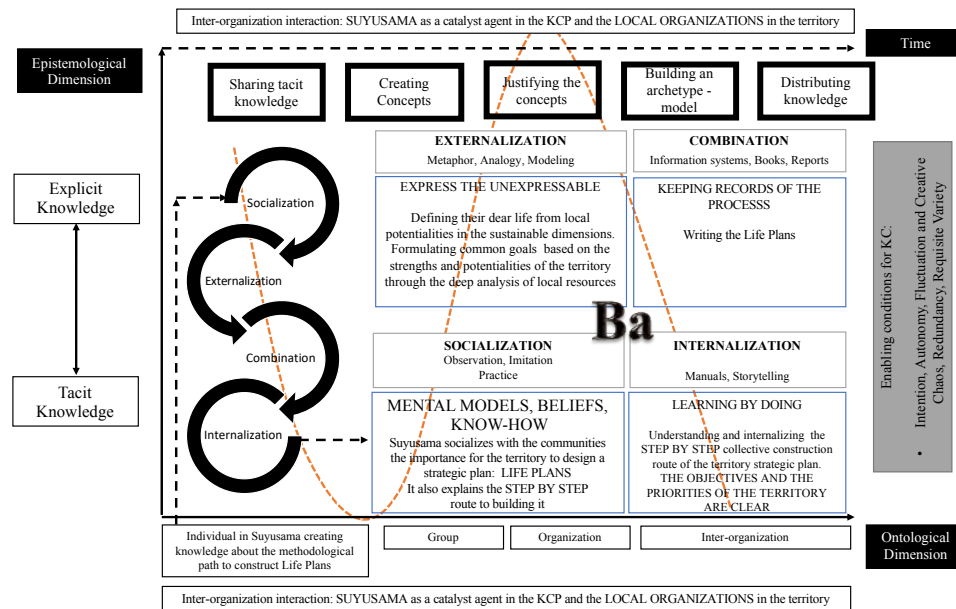 Inter-organization interaction: SUYUSAMA as a catalyst agent in the KCP and the LOCAL ORGANIZATIONS in the territory
Time
Epistemological
Dimension
Sharing tacit
knowledge
Creating
Concepts
Justifying the
concepts
Building an
archetype -
model
Distributing
knowledge
EXTERNALIZATION
Metaphor, Analogy, Modeling
COMBINATION
Information systems, Books, Reports
Explicit
Knowledge
Tacit
Knowledge
Socialization
Externalization
Combination
Internalization
EXPRESS THE UNEXPRESSABLE
Defining their dear life from local
potentialities in the sustainable dimensions.
Formulating common goals based on the
strengths and potentialities of the territory
through the deep analysis of local resources
KEEPING RECORDS OF THE
PROCESSS
Writing the Life Plans
Ba
SOCIALIZATION
Observation, Imitation
Practice
INTERNALIZATION
Manuals, Storytelling
MENTAL MODELS, BELIEFS,
KNOW-HOW
Suyusama socializes with the communities
the importance for the territory to design a
strategic plan: LIFE PLANS
It also explains the STEP BY STEP
route to building it
LEARNING BY DOING
Understanding and internalizing the
STEP BY STEP collective construction
route of the territory strategic plan.
THE OBJECTIVES AND THE
PRIORITIES OF THE TERRITORY
ARE CLEAR
Enabling conditions for KC:
• Intention, Autonomy, Fluctuation and Creative
Chaos, Redundancy, Requisite Variety
Individual in Suyusama creating
knowledge about the methodological
path to construct Life Plans
Group
Organization
Inter-organization
Ontological
Dimension
Inter-organization interaction: SUYUSAMA as a catalyst agent in the KCP and the LOCAL ORGANIZATIONS in the territory